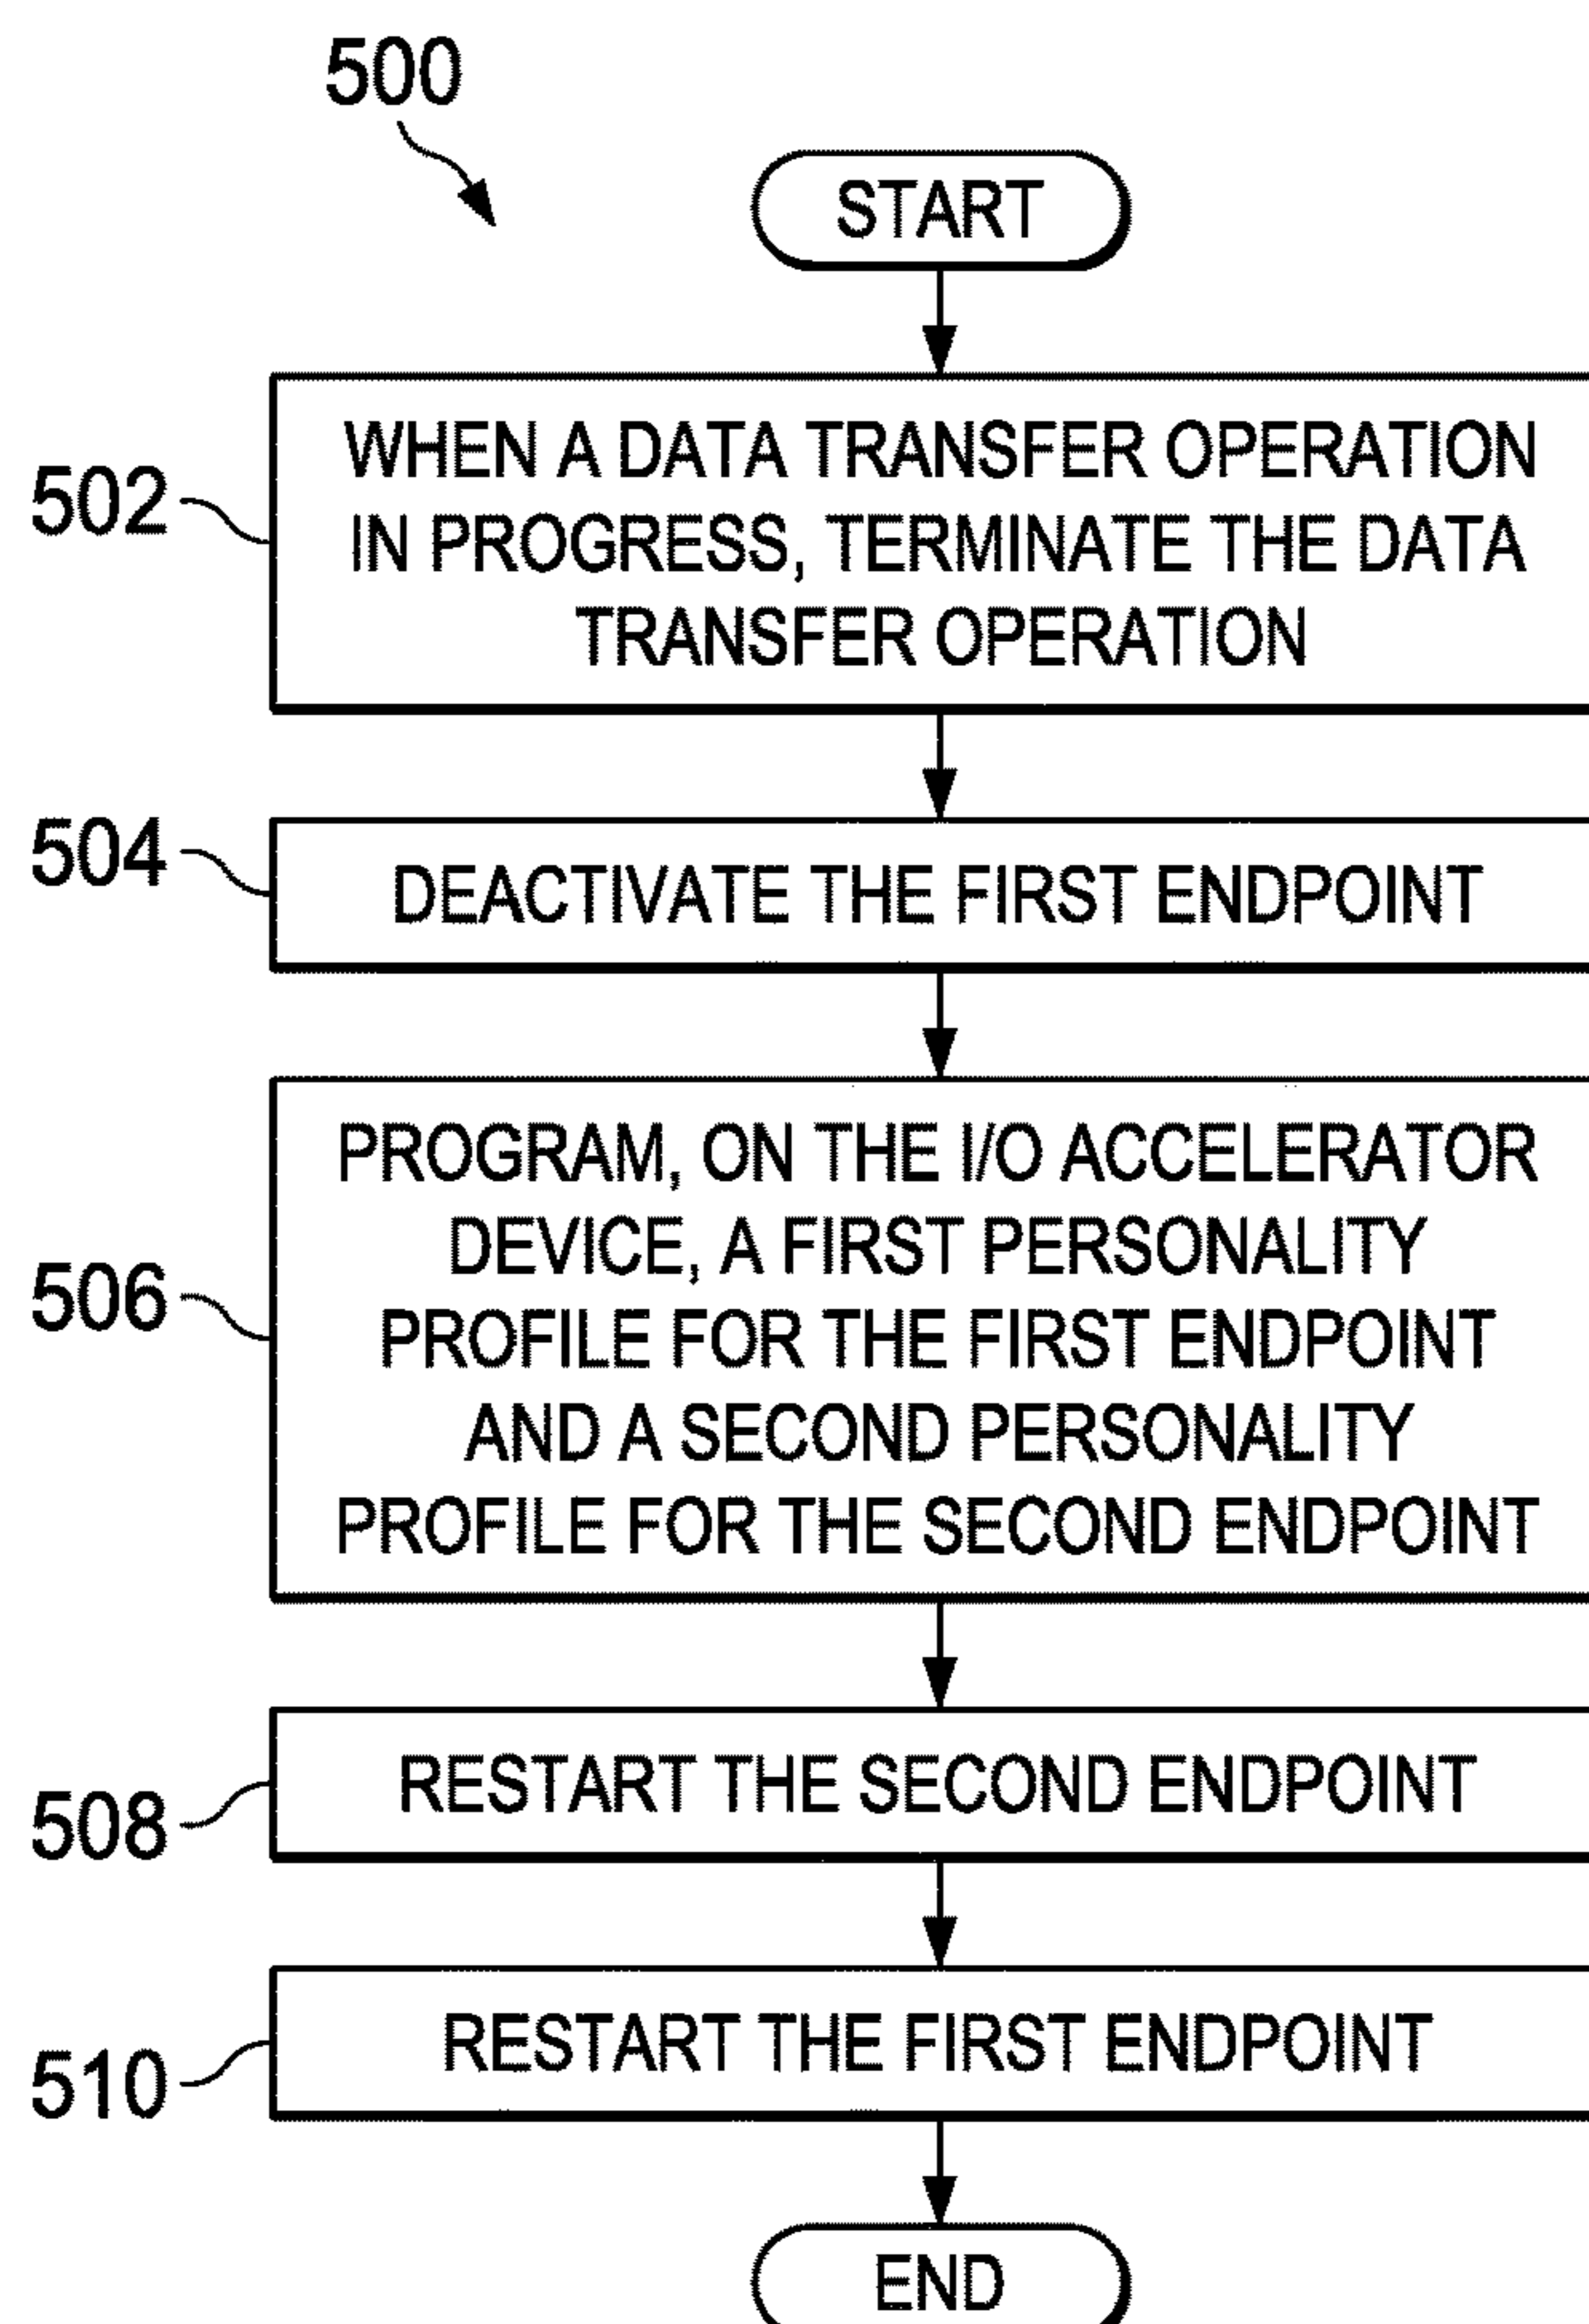 500
START
502
WHEN A DATA TRANSFER OPERATION
IN PROGRESS, TERMINATE THE DATA
TRANSFER OPERATION
504
DEACTIVATE THE FIRST ENDPOINT
506
PROGRAM, ON THE I/O ACCELERATOR
DEVICE, A FIRST PERSONALITY
PROFILE FOR THE FIRST ENDPOINT
AND A SECOND PERSONALITY
PROFILE FOR THE SECOND ENDPOINT
508
RESTART THE SECOND ENDPOINT
510
RESTART THE FIRST ENDPOINT
END